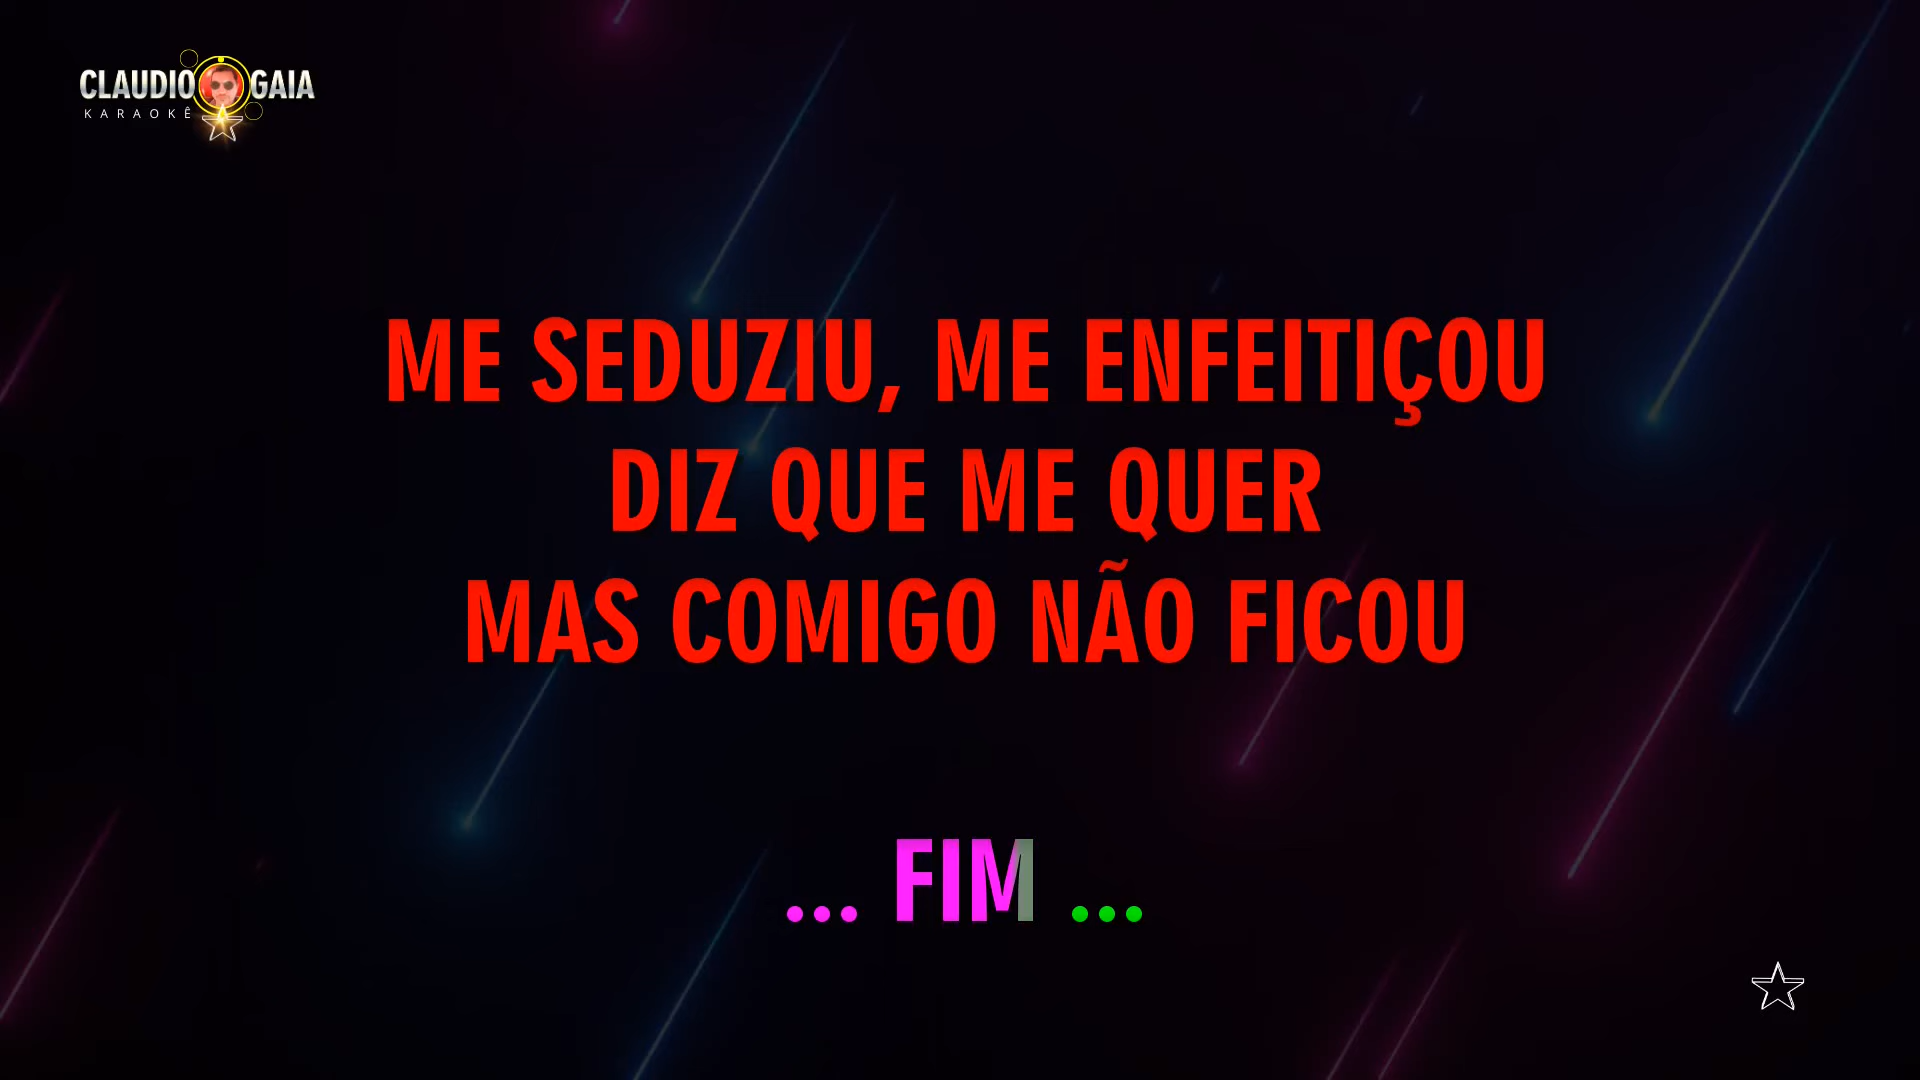 CLAUDIO GAIA
KARAOKÊ
ME SEDUZIU, ME ENFEITIÇOU
DIZ QUE ME QUER
MAS COMIGO NÃO FICOU
... FIM ...